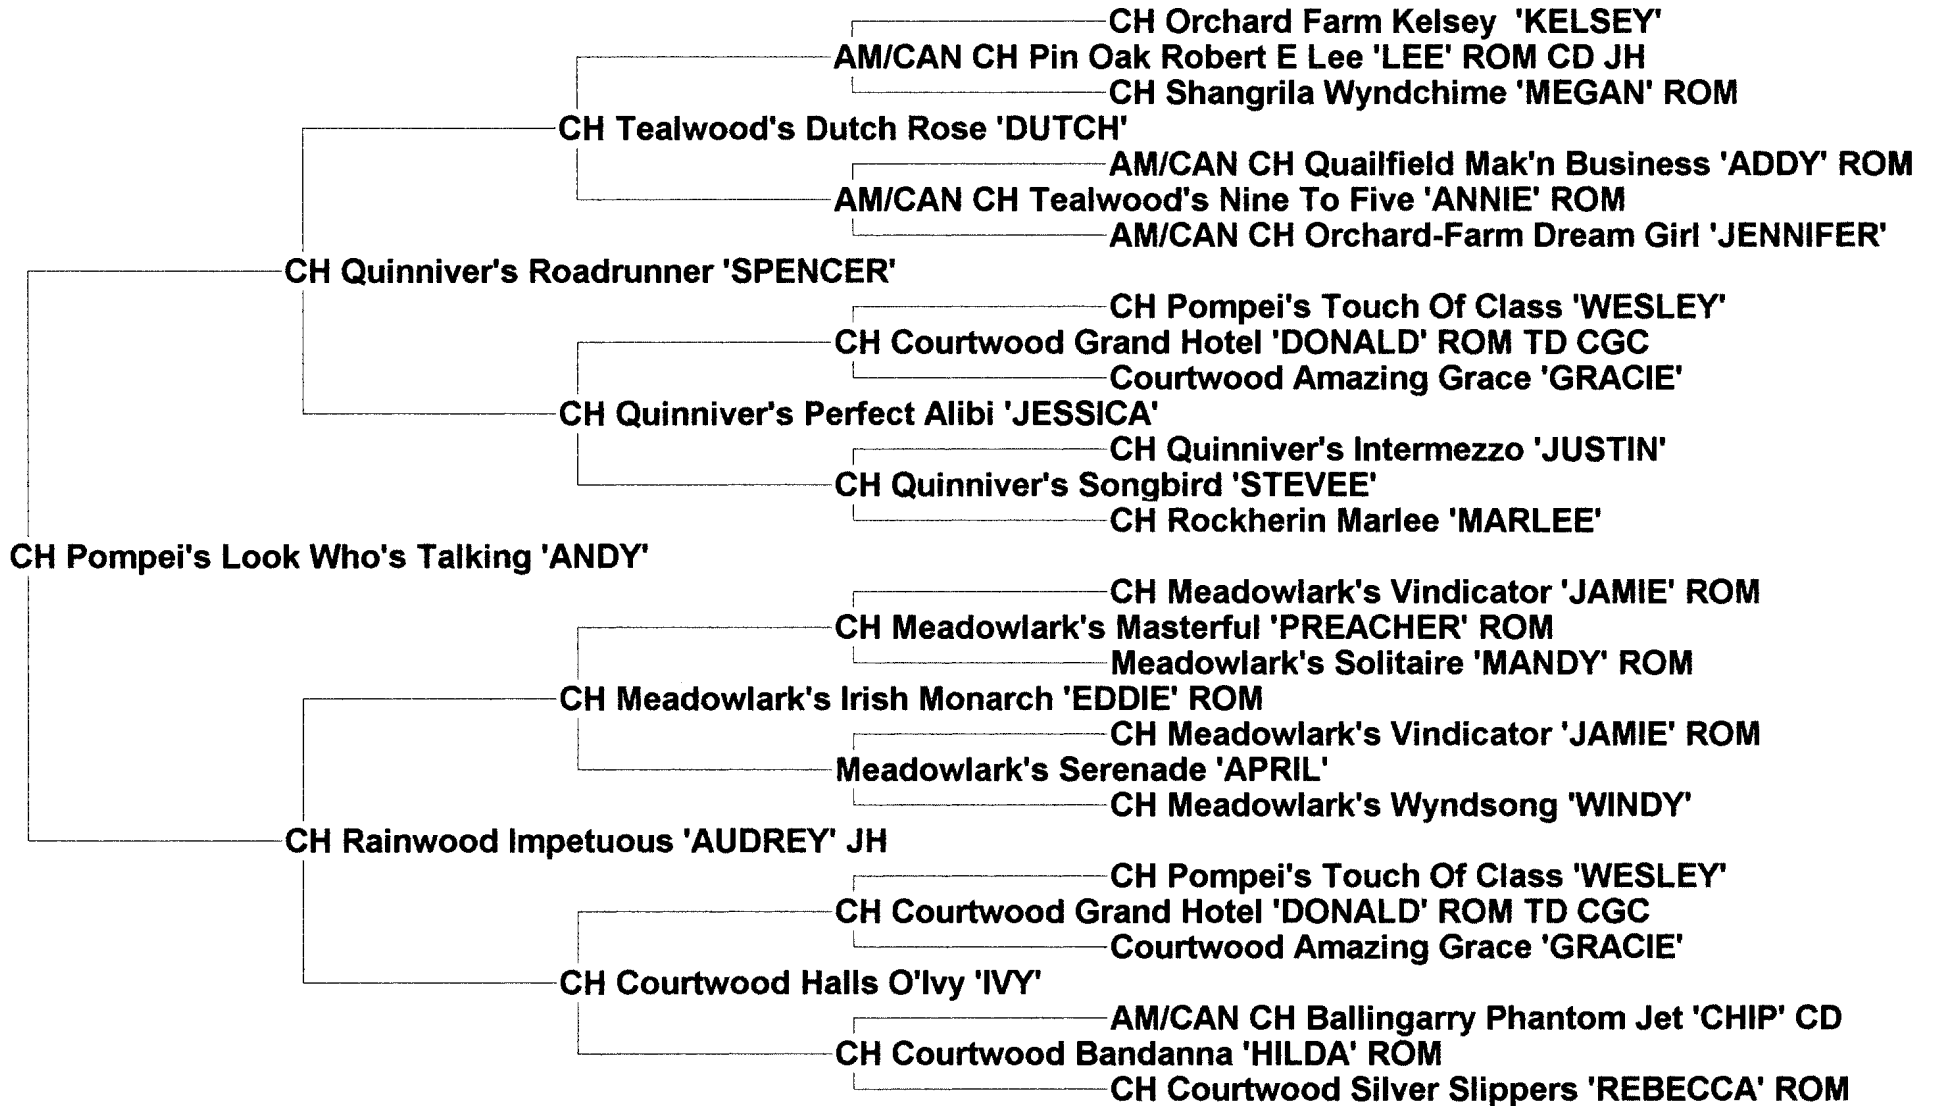 CH Orchard Farm Kelsey 'KELSEY'
AM/CAN CH Pin Oak Robert E Lee 'LEE' ROM CD JH
CH Shangrila Wyndchime 'MEGAN' ROM
CH Tealwood's Dutch Rose 'DUTCH'
AM/CAN CH Quailfield Mak'n Business 'ADDY' ROM
AM/CAN CH Tealwood's Nine To Five 'ANNIE' ROM
AM/CAN CH Orchard-Farm Dream Girl 'JENNIFER'
CH Quinniver's Roadrunner 'SPENCER'
CH Pompei's Touch Of Class 'WESLEY'
CH Courtwood Grand Hotel 'DONALD' ROM TD CGC
Courtwood Amazing Grace 'GRACIE'
CH Quinniver's Perfect Alibi 'JESSICA'
CH Quinniver's Intermezzo 'JUSTIN'
CH Quinniver's Songbird 'STEVEE'
CH Rockherin Marlee 'MARLEE'
CH Pompei's Look Who's Talking 'ANDY'
CH Meadowlark's Vindicator 'JAMIE' ROM
CH Meadowlark's Masterful 'PREACHER' ROM
Meadowlark's Solitaire 'MANDY' ROM
CH Meadowlark's Irish Monarch 'EDDIE' ROM
CH Meadowlark's Vindicator 'JAMIE' ROM
Meadowlark's Serenade 'APRIL'
CH Meadowlark's Wyndsong 'WINDY'
CH Rainwood Impetuous 'AUDREY' JH
CH Pompei's Touch Of Class 'WESLEY'
CH Courtwood Grand Hotel 'DONALD' ROM TD CGC
Courtwood Amazing Grace 'GRACIE'
CH Courtwood Halls O'Ivy 'IVY'
AM/CAN CH Ballingarry Phantom Jet 'CHIP' CD
CH Courtwood Bandanna 'HILDA' ROM
CH Courtwood Silver Slippers 'REBECCA' ROM